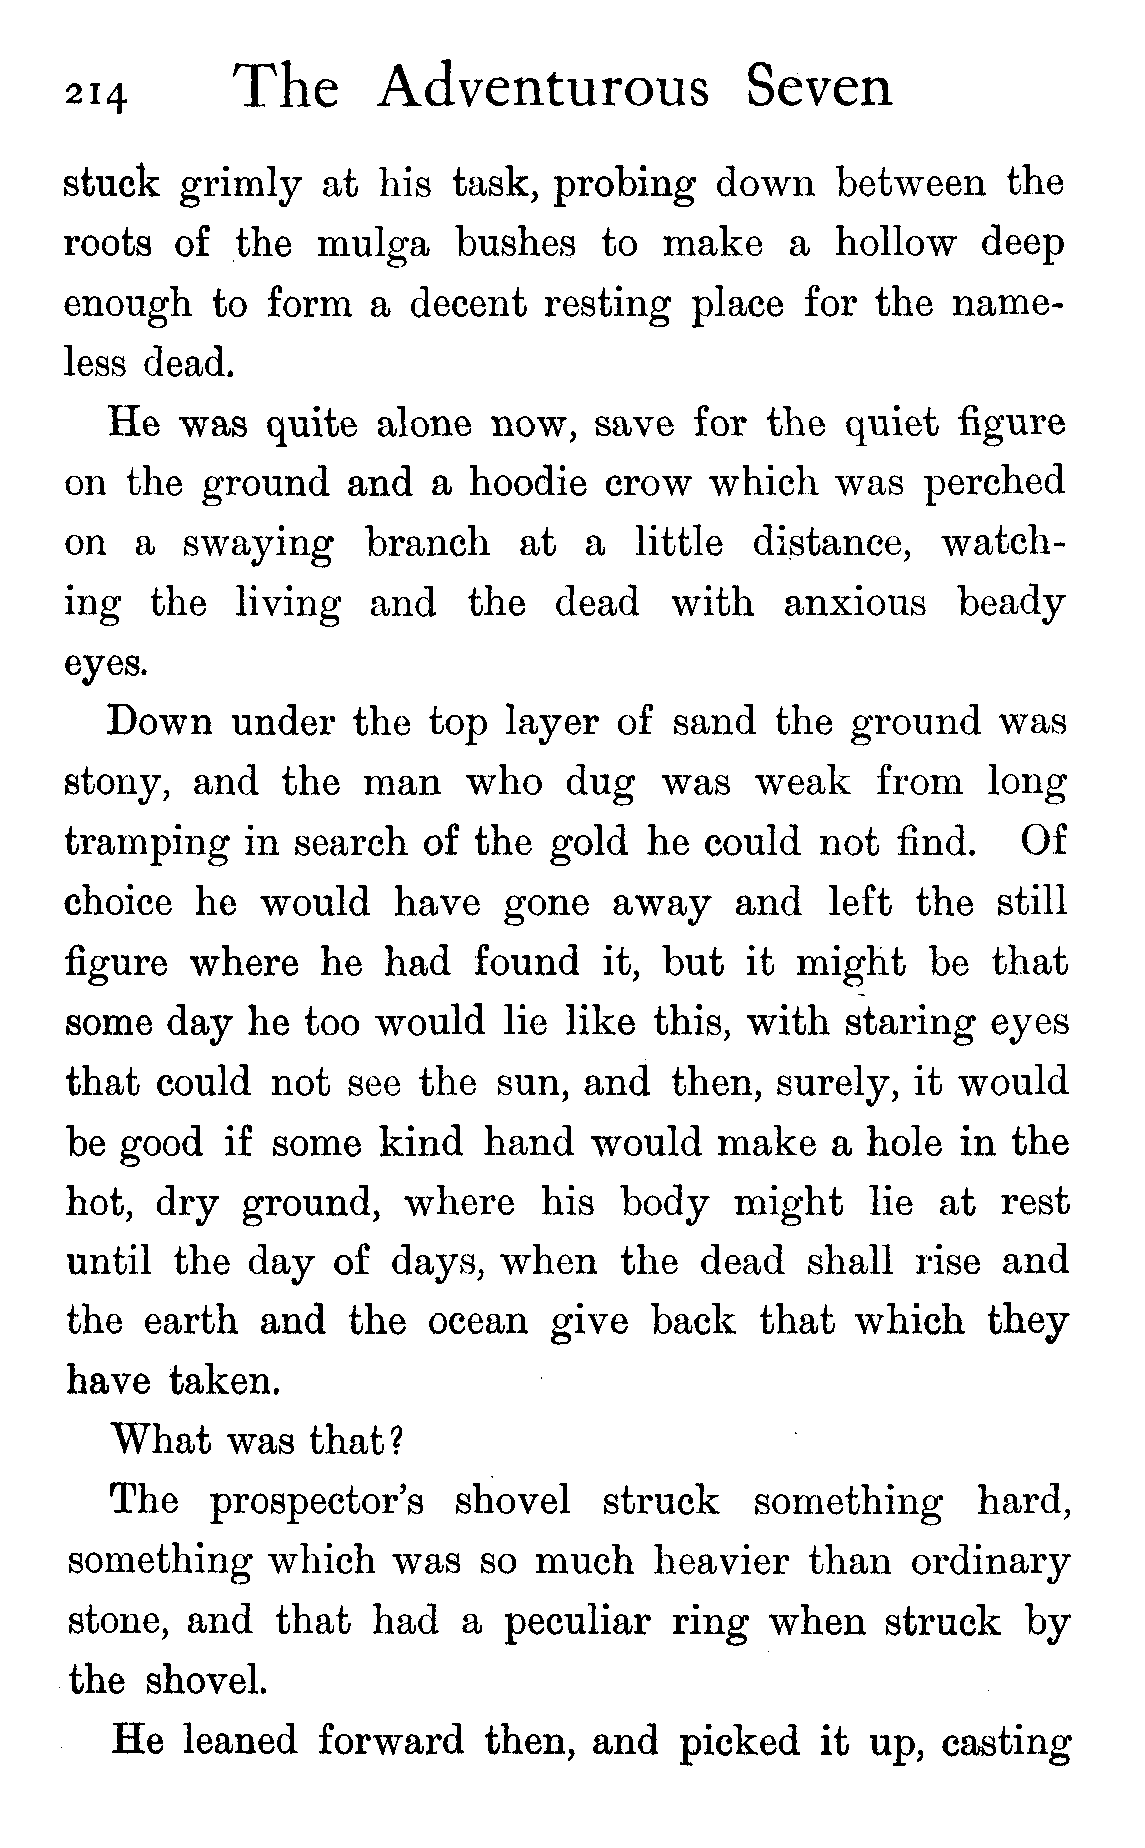 214 The Adventurous Seven
stuck grimly at his task, probing down between the
roots of the mulga bushes to make a hollow deep
enough to form a decent resting place for the name-
less dead.
He was quite alone now, save for the quiet figure
on the ground and a hoodie crow which was perched
on a swaying branch at a little distance, watch-
ing the living and the dead with anxious beady
eyes.
Down under the top layer of sand the ground was
stony, and the man who dug was weak from long
tramping in search of the gold he could not find. Of
choice he would have gone away and left the still
figure where he had found it, but it might be that
some day he too would lie like this, with staring eyes
that could not see the sun, and then, surely, it would
be good if some kind hand would make a hole in the
hot, dry ground, where his body might lie at rest
until the day of days, when the dead shall rise and
the earth and the ocean give back that which they
have taken.
What was that?
The prospector's shovel struck something hard,
something which was so much heavier than ordinary
stone, and that had a peculiar ring when struck by
the shovel.
He leaned forward then, and picked it up, casting